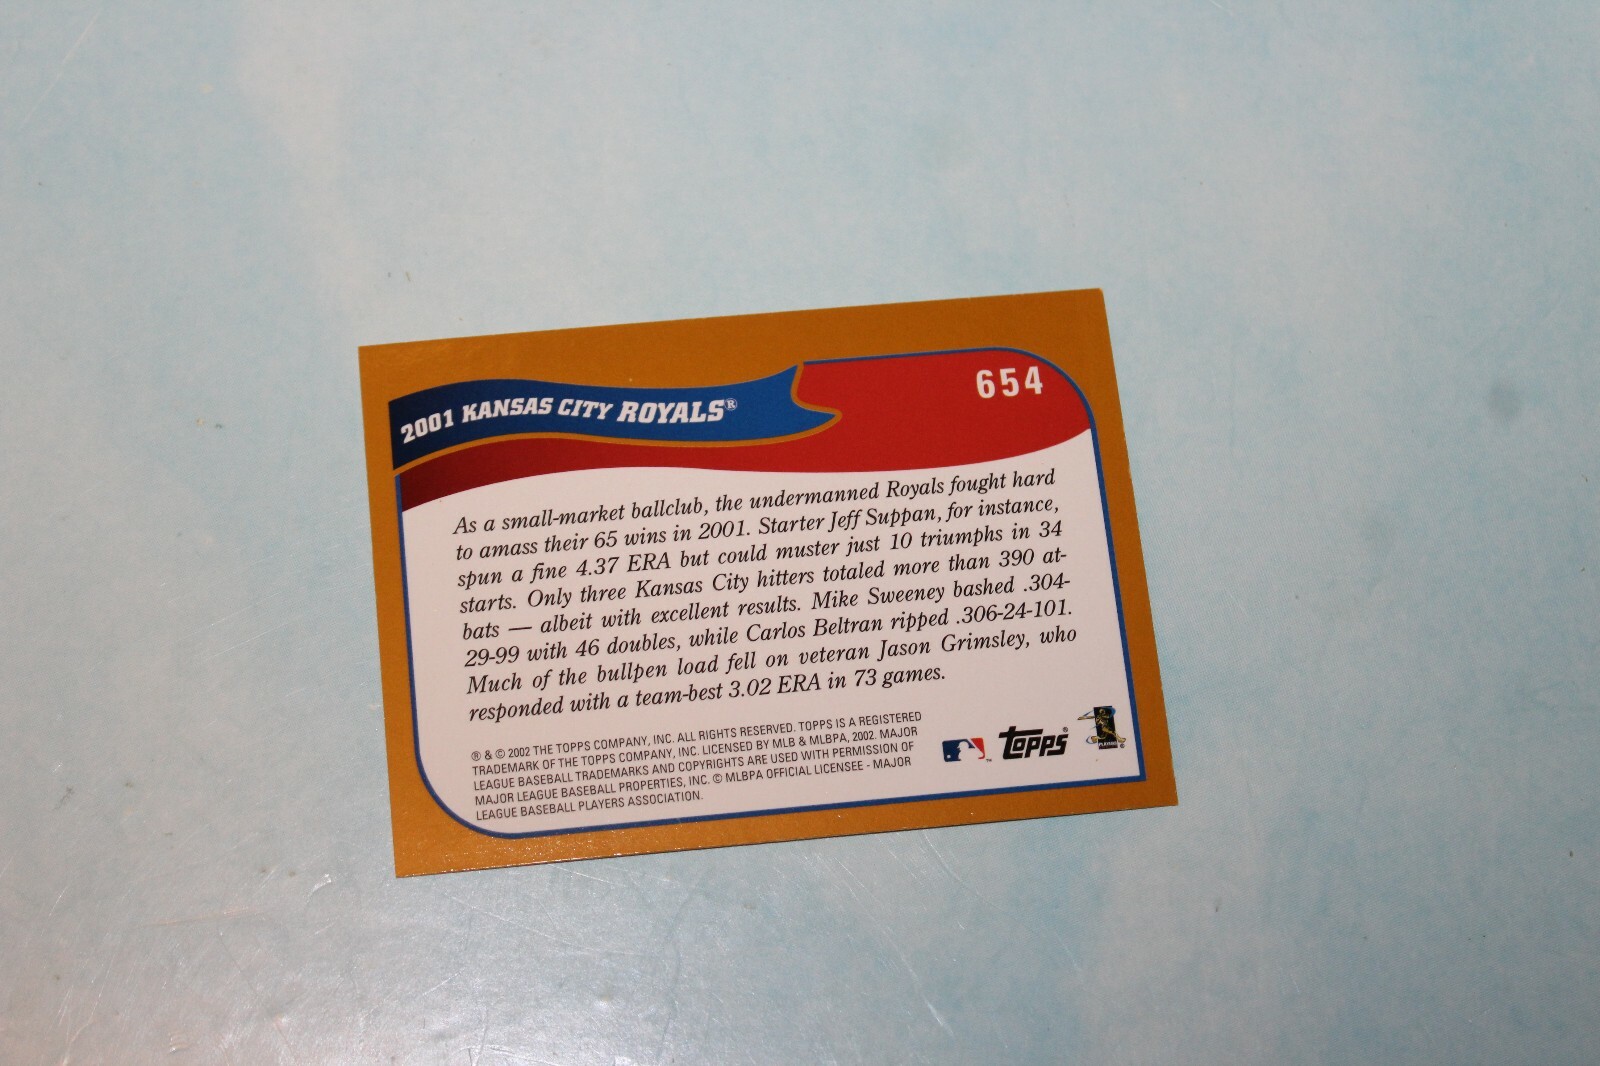 654
2001 KANSAS CITY ROYALS®
As a small-market ballclub, the undermanned Royals fought hard
to amass their 65 wins in 2001. Starter Jeff Suppan, for instance,
spun a fine 4.37 ERA but could muster just 10 triumphs in 34
starts. Only three Kansas City hitters totaled more than 390 at-
bats — albeit with excellent results. Mike Sweeney bashed .304-
29-99 with 46 doubles, while Carlos Beltran ripped .306-24-101.
Much of the bullpen load fell on veteran Jason Grimsley, who
responded with a team-best 3.02 ERA in 73 games.
® & © 2002 THE TOPPS COMPANY, INC. ALL RIGHTS RESERVED. TOPPS IS A REGISTERED
TRADEMARK OF THE TOPPS COMPANY, INC. LICENSED BY MLB & MLBPA, 2002. MAJOR
LEAGUE BASEBALL TRADEMARKS AND COPYRIGHTS ARE USED WITH PERMISSION OF
MAJOR LEAGUE BASEBALL PROPERTIES, INC. © MLBPA OFFICIAL LICENSEE - MAJOR
LEAGUE BASEBALL PLAYERS ASSOCIATION.
™
TOPPS®
PLAYERS